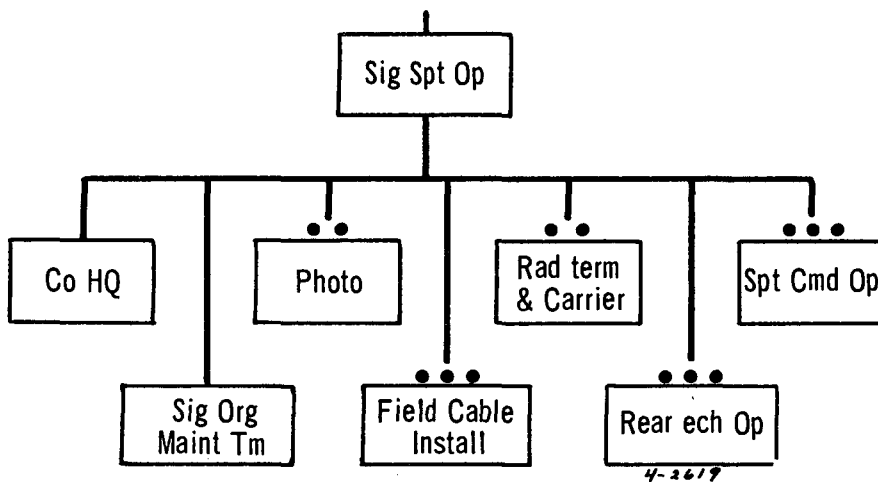 Sig Spt Op
Co HQ
Photo
Rad term
& Carrier
Spt Cmd Op
Sig Org
Maint Tm
Field Cable
Install
Rear ech Op
4-2619